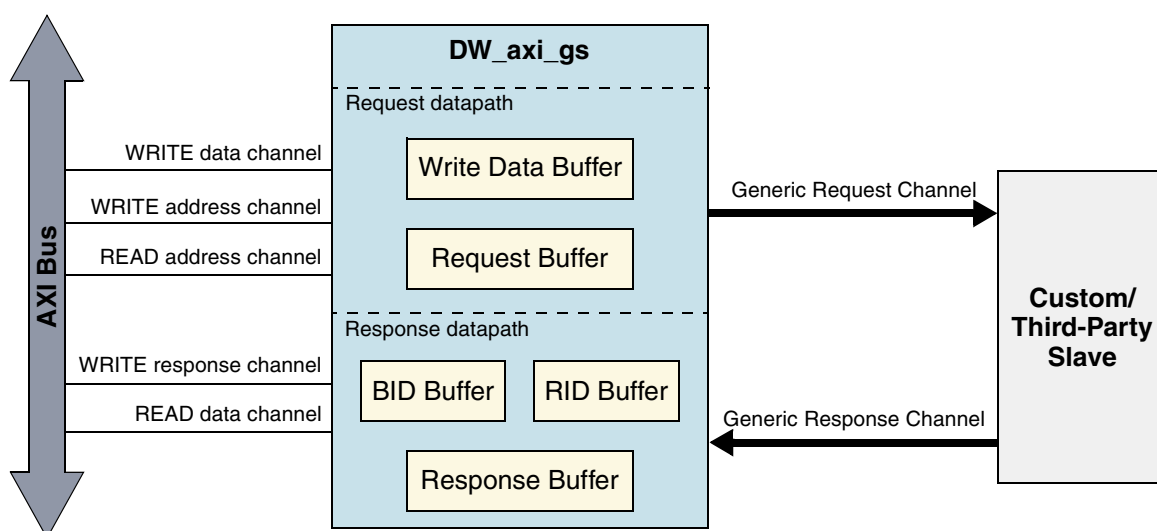 DW_axi_gs
Request datapath
WRITE data channel
Write Data Buffer
Generic Request Channel
WRITE address channel
READ address channel
Request Buffer
AXI Bus
Custom/
Third-Party
Slave
Response datapath
WRITE response channel
BID Buffer
RID Buffer
READ data channel
Generic Response Channel
Response Buffer